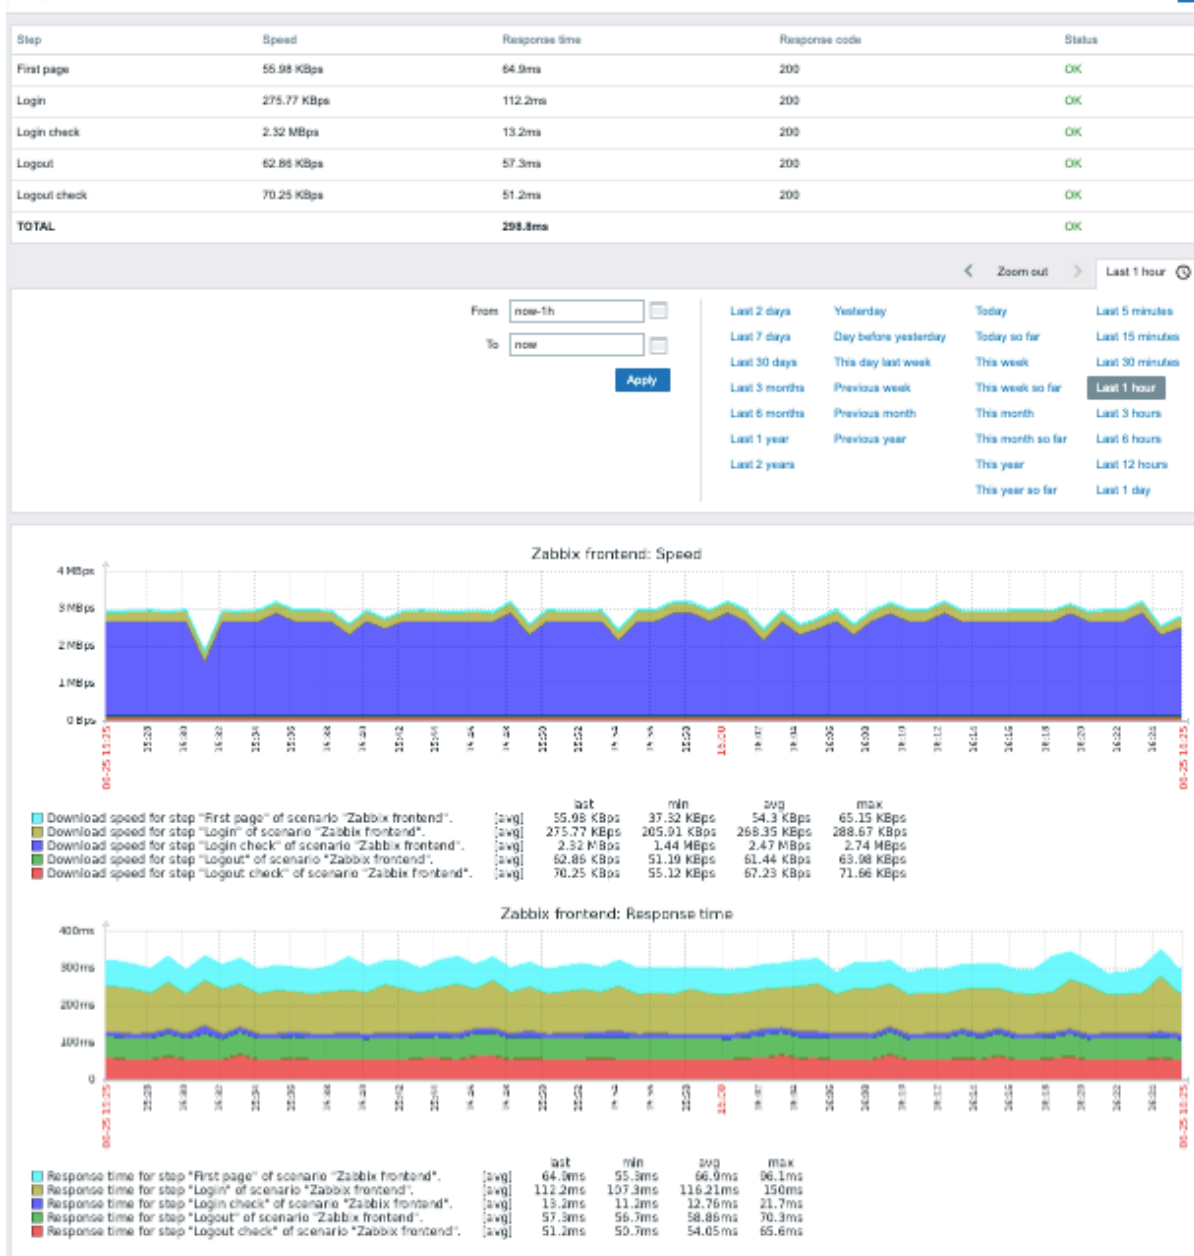 Step Speed Response time Response code Status
First page 55.98 KBps 64.9ms 200 OK
Login 275.77 KBps 112.2ms 200 OK
Login check 2.32 MBps 13.2ms 200 OK
Logout 62.86 KBps 57.3ms 200 OK
Logout check 70.25 KBps 51.2ms 200 OK
TOTAL 298.8ms OK
Zoom out Last 1 hour
From now-1h
To now
Apply
Last 2 days Yesterday Today Last 5 minutes
Last 7 days Day before yesterday Today so far Last 15 minutes
Last 30 days This day last week This week Last 30 minutes
Last 3 months Previous week This week so far Last 1 hour
Last 6 months Previous month This month Last 3 hours
Last 1 year Previous year This month so far Last 6 hours
Last 2 years This year Last 12 hours
This year so far Last 1 day
Zabbix frontend: Speed
4 MBps
3 MBps
2 MBps
1 MBps
0 Bps
last min avg max
Download speed for step "First page" of scenario "Zabbix frontend". [avg] 55.98 KBps 37.32 KBps 54.3 KBps 65.15 KBps
Download speed for step "Login" of scenario "Zabbix frontend". [avg] 275.77 KBps 205.91 KBps 268.35 KBps 288.67 KBps
Download speed for step "Login check" of scenario "Zabbix frontend". [avg] 2.32 MBps 1.44 MBps 2.47 MBps 2.74 MBps
Download speed for step "Logout" of scenario "Zabbix frontend". [avg] 62.86 KBps 51.19 KBps 61.44 KBps 63.98 KBps
Download speed for step "Logout check" of scenario "Zabbix frontend". [avg] 70.25 KBps 55.12 KBps 67.23 KBps 71.66 KBps
Zabbix frontend: Response time
400ms
300ms
200ms
100ms
0
last min avg max
Response time for step "First page" of scenario "Zabbix frontend". [avg] 64.9ms 55.3ms 66.9ms 96.1ms
Response time for step "Login" of scenario "Zabbix frontend". [avg] 112.2ms 107.3ms 116.21ms 150ms
Response time for step "Login check" of scenario "Zabbix frontend". [avg] 13.2ms 11.2ms 12.76ms 21.7ms
Response time for step "Logout" of scenario "Zabbix frontend". [avg] 57.3ms 56.7ms 58.86ms 70.3ms
Response time for step "Logout check" of scenario "Zabbix frontend". [avg] 51.2ms 50.7ms 54.05ms 65.6ms